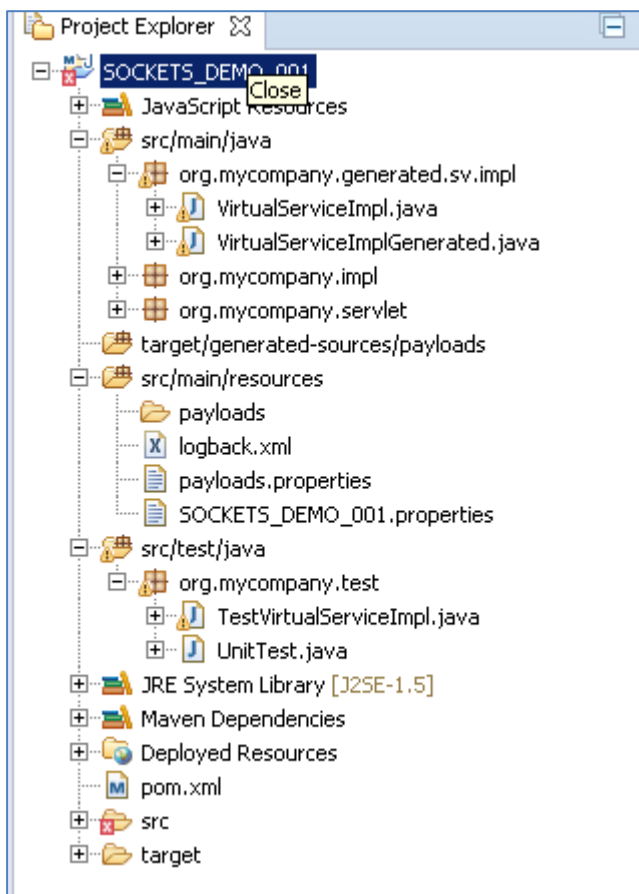 Project Explorer
SOCKETS_DEMO_001
Close
JavaScript Resources
src/main/java
org.mycompany.generated.sv.impl
VirtualServiceImpl.java
VirtualServiceImplGenerated.java
org.mycompany.impl
org.mycompany.servlet
target/generated-sources/payloads
src/main/resources
payloads
logback.xml
payloads.properties
SOCKETS_DEMO_001.properties
src/test/java
org.mycompany.test
TestVirtualServiceImpl.java
UnitTest.java
JRE System Library [J2SE-1.5]
Maven Dependencies
Deployed Resources
pom.xml
src
target